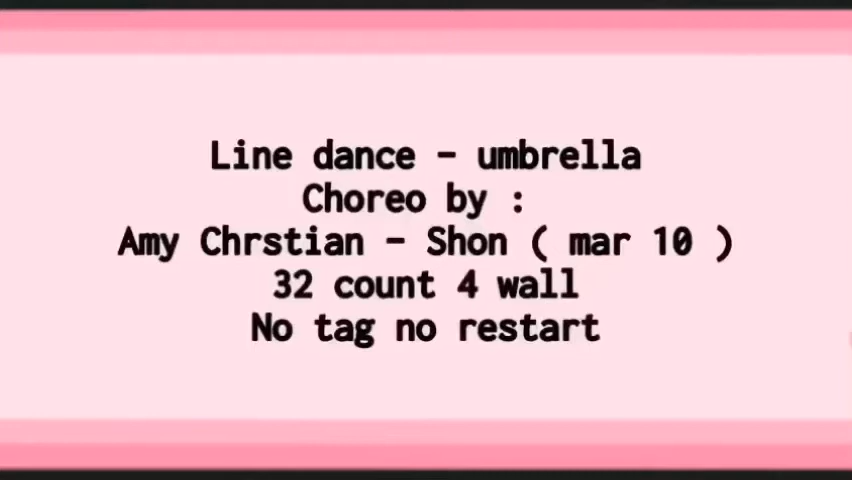 Line dance - umbrella
Choreo by :
Amy Chrstian - Shon ( mar 10 )
32 count 4 wall
No tag no restart